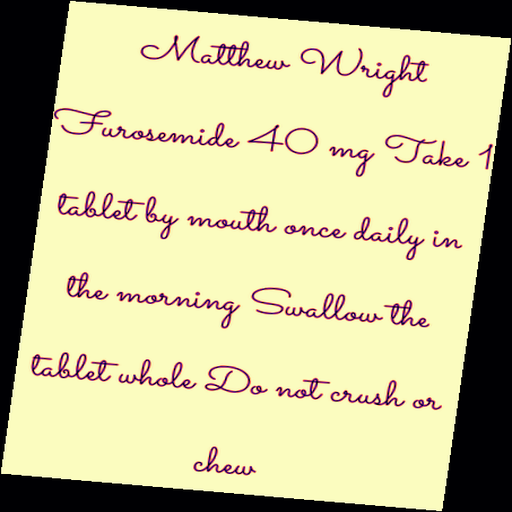 Matthew Wright
Furosemide 40 mg Take 1
tablet by mouth once daily in
the morning Swallow the
tablet whole Do not crush or
chew